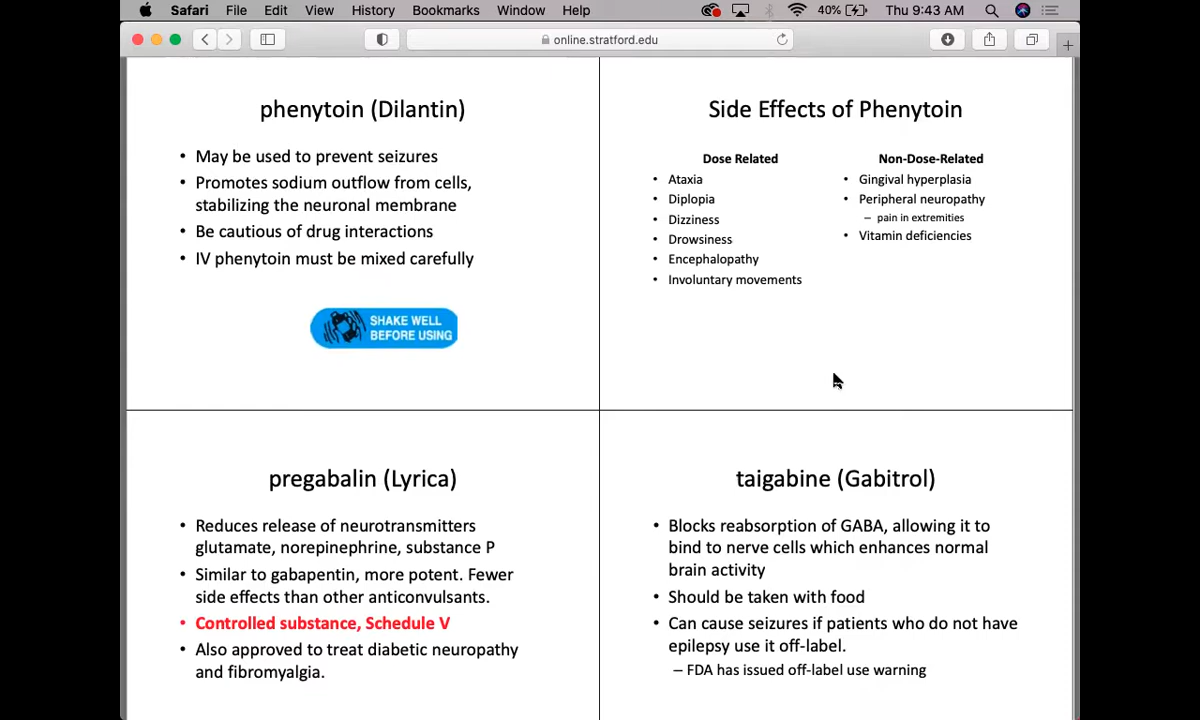 Safari File Edit View History Bookmarks Window Help 40% Thu 9:43 AM
online.stratford.edu
phenytoin (Dilantin)
• May be used to prevent seizures
• Promotes sodium outflow from cells,
stabilizing the neuronal membrane
• Be cautious of drug interactions
• IV phenytoin must be mixed carefully
SHAKE WELL
BEFORE USING
Side Effects of Phenytoin
Dose Related
• Ataxia
• Diplopia
• Dizziness
• Drowsiness
• Encephalopathy
• Involuntary movements
Non-Dose-Related
• Gingival hyperplasia
• Peripheral neuropathy
– pain in extremities
• Vitamin deficiencies
pregabalin (Lyrica)
• Reduces release of neurotransmitters
glutamate, norepinephrine, substance P
• Similar to gabapentin, more potent. Fewer
side effects than other anticonvulsants.
• Controlled substance, Schedule V
• Also approved to treat diabetic neuropathy
and fibromyalgia.
taigabine (Gabitrol)
• Blocks reabsorption of GABA, allowing it to
bind to nerve cells which enhances normal
brain activity
• Should be taken with food
• Can cause seizures if patients who do not have
epilepsy use it off-label.
– FDA has issued off-label use warning